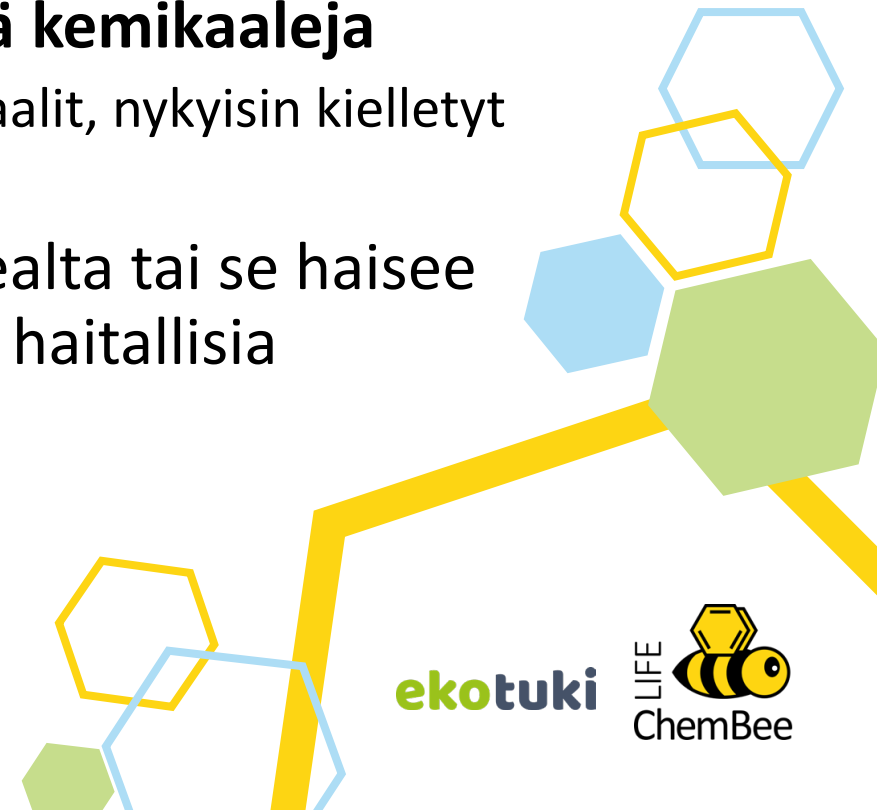 ä kemikaaleja
aalit, nykyisin kielletyt
ealta tai se haisee
haitallisia
ekotuki
LIFE
ChemBee